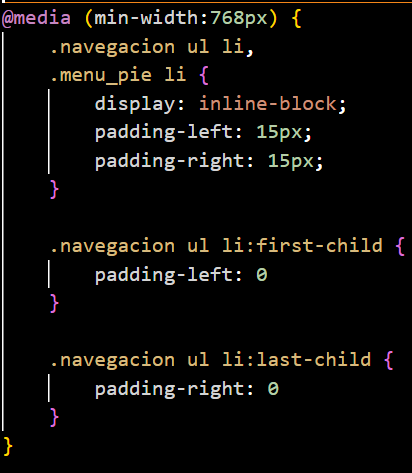 @media (min-width:768px) {
    .navegacion ul li,
    .menu_pie li {
        display: inline-block;
        padding-left: 15px;
        padding-right: 15px;
    }

    .navegacion ul li:first-child {
        padding-left: 0
    }

    .navegacion ul li:last-child {
        padding-right: 0
    }
}